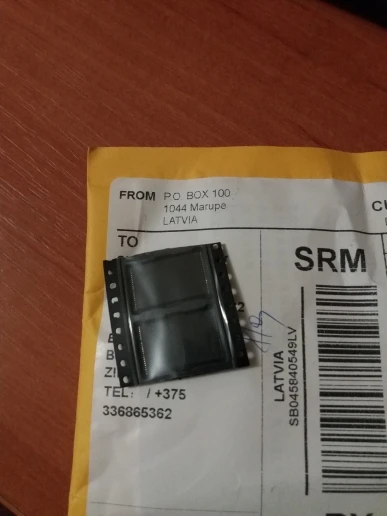 FROM P.O. BOX 100
1044 Marupe
LATVIA
TO
SRM
TEL: / +375
336865362
LATVIA
SB045840549LV